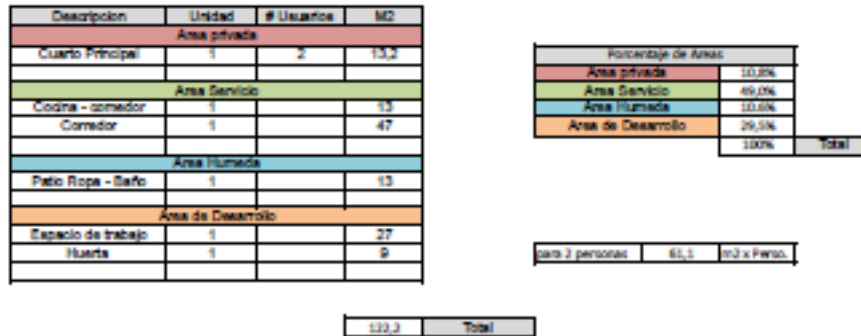 Descripcion Unidad # Usuarios M2
Area privada
Cuarto Principal 1 2 13,2
Area Servicio
Cocina - comedor 1 13
Corredor 1 47
Area Humeda
Patio Ropa - Baño 1 13
Area de Desarrollo
Espacio de trabajo 1 27
Huerta 1 9
122,2 Total
Porcentaje de Areas
Area privada 10,8%
Area Servicio 49,0%
Area Humeda 10,6%
Area de Desarrollo 29,5%
100% Total
para 2 personas 61,1 m2 x Perso.